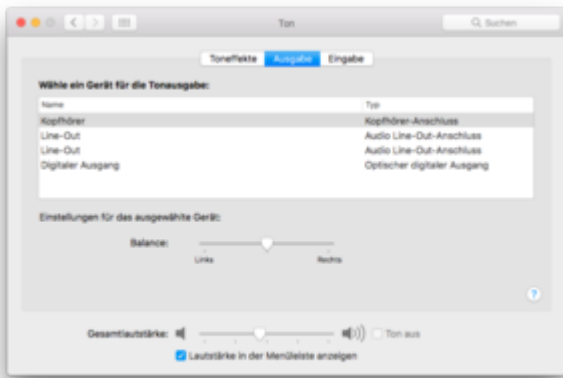 Ton
Suchen
Toneffekte Ausgabe Eingabe
Wähle ein Gerät für die Tonausgabe:
Name Typ
Kopfhörer Kopfhörer-Anschluss
Line-Out Audio Line-Out-Anschluss
Line-Out Audio Line-Out-Anschluss
Digitaler Ausgang Optischer digitaler Ausgang
Einstellungen für das ausgewählte Gerät:
Balance:
Links Rechts
?
Gesamtlautstärke: Ton aus
Lautstärke in der Menüleiste anzeigen